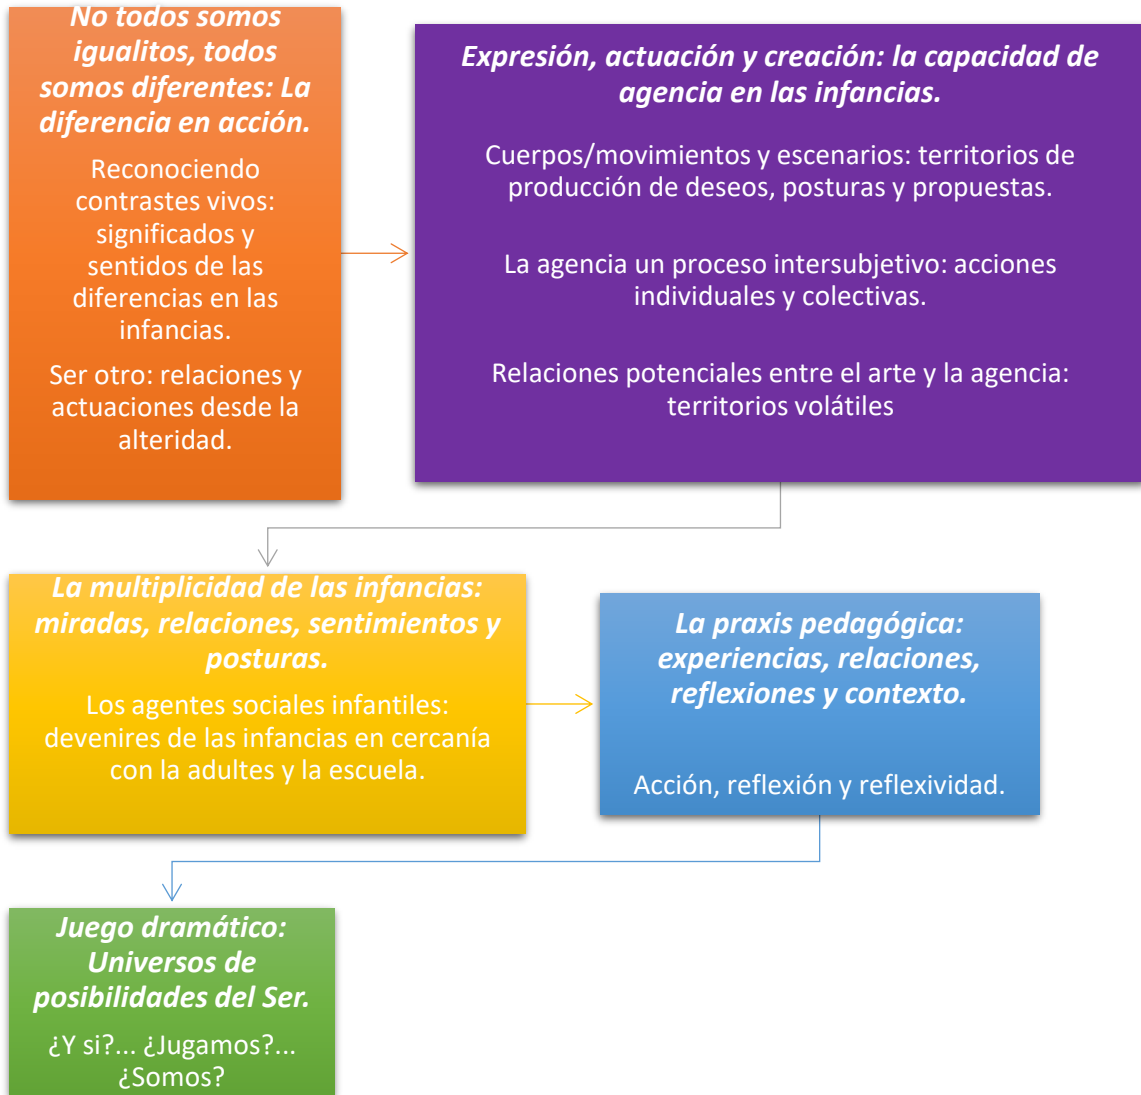 No todos somos
igualitos, todos
somos diferentes: La
diferencia en acción.
Reconociendo
contrastes vivos:
significados y
sentidos de las
diferencias en las
infancias.
Ser otro: relaciones y
actuaciones desde la
alteridad.
Expresión, actuación y creación: la capacidad de
agencia en las infancias.
Cuerpos/movimientos y escenarios: territorios de
producción de deseos, posturas y propuestas.
La agencia un proceso intersubjetivo: acciones
individuales y colectivas.
Relaciones potenciales entre el arte y la agencia:
territorios volátiles
La multiplicidad de las infancias:
miradas, relaciones, sentimientos y
posturas.
Los agentes sociales infantiles:
devenires de las infancias en cercanía
con la adultes y la escuela.
La praxis pedagógica:
experiencias, relaciones,
reflexiones y contexto.
Acción, reflexión y reflexividad.
Juego dramático:
Universos de
posibilidades del Ser.
¿Y si?... ¿Jugamos?...
¿Somos?